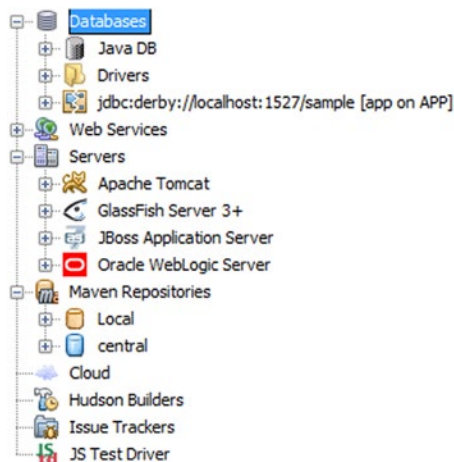 Databases
Java DB
Drivers
jdbc:derby://localhost:1527/sample [app on APP]
Web Services
Servers
Apache Tomcat
GlassFish Server 3+
JBoss Application Server
Oracle WebLogic Server
Maven Repositories
Local
central
Cloud
Hudson Builders
Issue Trackers
JS Test Driver